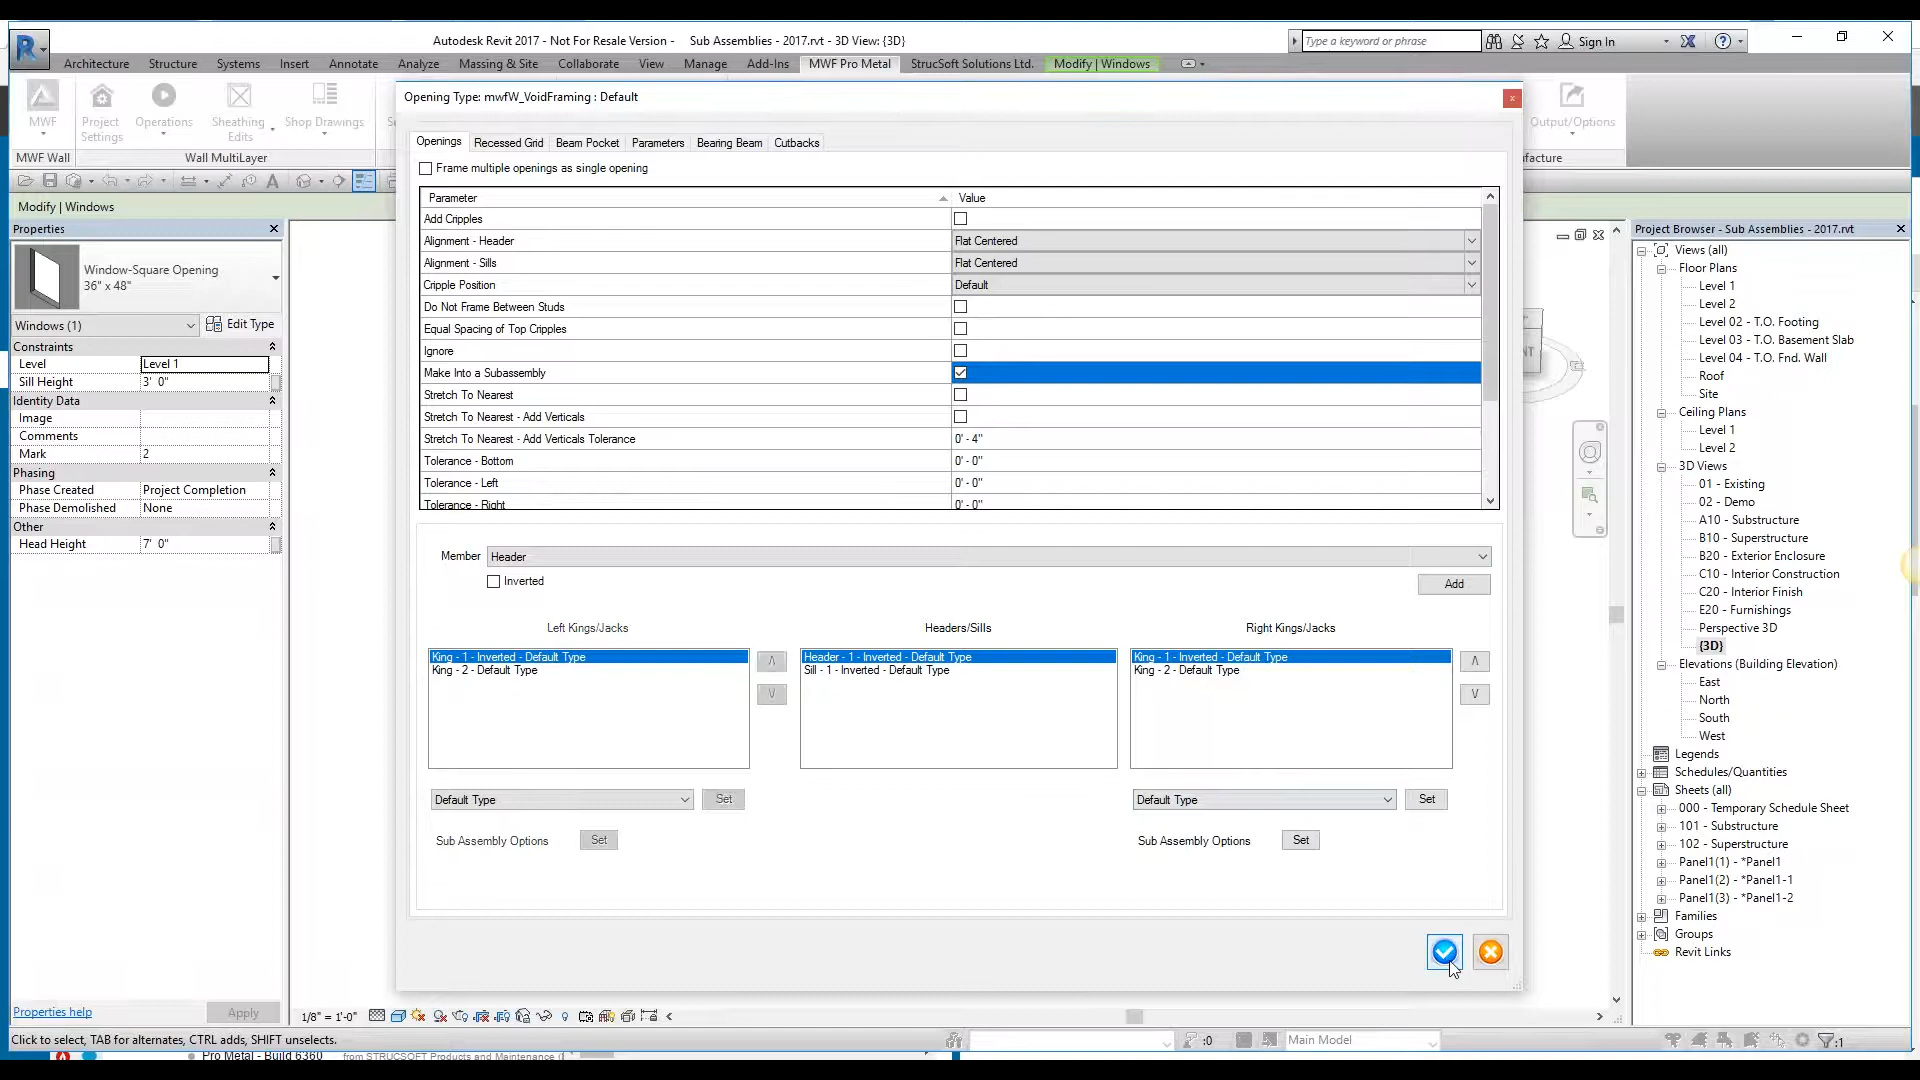 Autodesk Revit 2017 - Not For Resale Version - Sub Assemblies - 2017.rvt - 3D View: {3D}
Type a keyword or phrase
Sign In
Architecture Structure Systems Insert Annotate Analyze Massing & Site Collaborate View Manage Add-Ins MWF Pro Metal StrucSoft Solutions Ltd. Modify | Windows
MWF
Project Settings
Operations
Sheathing Edits
Shop Drawings
Output/Options
MWF Wall
Wall MultiLayer
Modify | Windows
Properties
Window-Square Opening
36" x 48"
Windows (1)
Edit Type
Constraints
Level Level 1
Sill Height 3' 0"
Identity Data
Image
Comments
Mark 2
Phasing
Phase Created Project Completion
Phase Demolished None
Other
Head Height 7' 0"
Properties help
Apply
Opening Type: mwfW_VoidFraming : Default
Openings Recessed Grid Beam Pocket Parameters Bearing Beam Cutbacks
Frame multiple openings as single opening
Parameter Value
Add Cripples
Alignment - Header Flat Centered
Alignment - Sills Flat Centered
Cripple Position Default
Do Not Frame Between Studs
Equal Spacing of Top Cripples
Ignore
Make Into a Subassembly
Stretch To Nearest
Stretch To Nearest - Add Verticals
Stretch To Nearest - Add Verticals Tolerance 0' - 4"
Tolerance - Bottom 0' - 0"
Tolerance - Left 0' - 0"
Tolerance - Right 0' - 0"
Member Header
Inverted
Add
Left Kings/Jacks Headers/Sills Right Kings/Jacks
King - 1 - Inverted - Default Type
King - 2 - Default Type
Header - 1 - Inverted - Default Type
Sill - 1 - Inverted - Default Type
King - 1 - Inverted - Default Type
King - 2 - Default Type
Default Type Set
Default Type Set
Sub Assembly Options Set
Sub Assembly Options Set
Project Browser - Sub Assemblies - 2017.rvt
Views (all)
Floor Plans
Level 1
Level 2
Level 02 - T.O. Footing
Level 03 - T.O. Basement Slab
Level 04 - T.O. Fnd. Wall
Roof
Site
Ceiling Plans
Level 1
Level 2
3D Views
01 - Existing
02 - Demo
A10 - Substructure
B10 - Superstructure
B20 - Exterior Enclosure
C10 - Interior Construction
C20 - Interior Finish
E20 - Furnishings
Perspective 3D
{3D}
Elevations (Building Elevation)
East
North
South
West
Legends
Schedules/Quantities
Sheets (all)
000 - Temporary Schedule Sheet
101 - Substructure
102 - Superstructure
Panel1(1) - *Panel1
Panel1(2) - *Panel1-1
Panel1(3) - *Panel1-2
Families
Groups
Revit Links
1/8" = 1'-0"
Click to select, TAB for alternates, CTRL adds, SHIFT unselects.
:0
Main Model
:1
Pro Metal - Build 6360 from STRUCSOFT Products and Maintenance